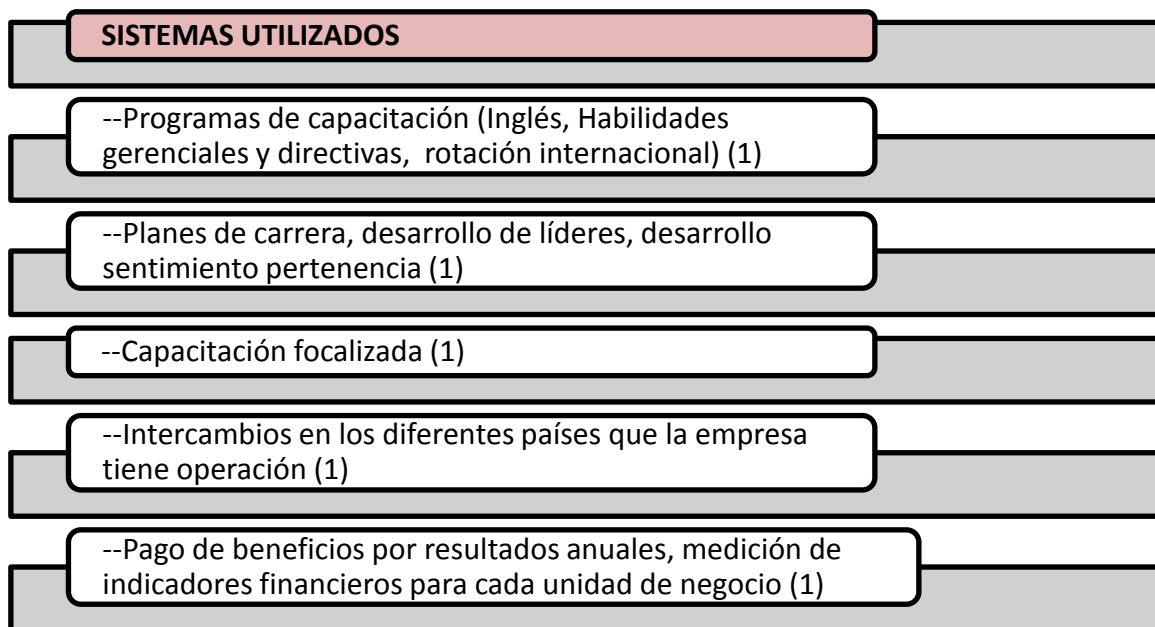 SISTEMAS UTILIZADOS
--Programas de capacitación (Inglés, Habilidades
gerenciales y directivas, rotación internacional) (1)
--Planes de carrera, desarrollo de líderes, desarrollo
sentimiento pertenencia (1)
--Capacitación focalizada (1)
--Intercambios en los diferentes países que la empresa
tiene operación (1)
--Pago de beneficios por resultados anuales, medición de
indicadores financieros para cada unidad de negocio (1)